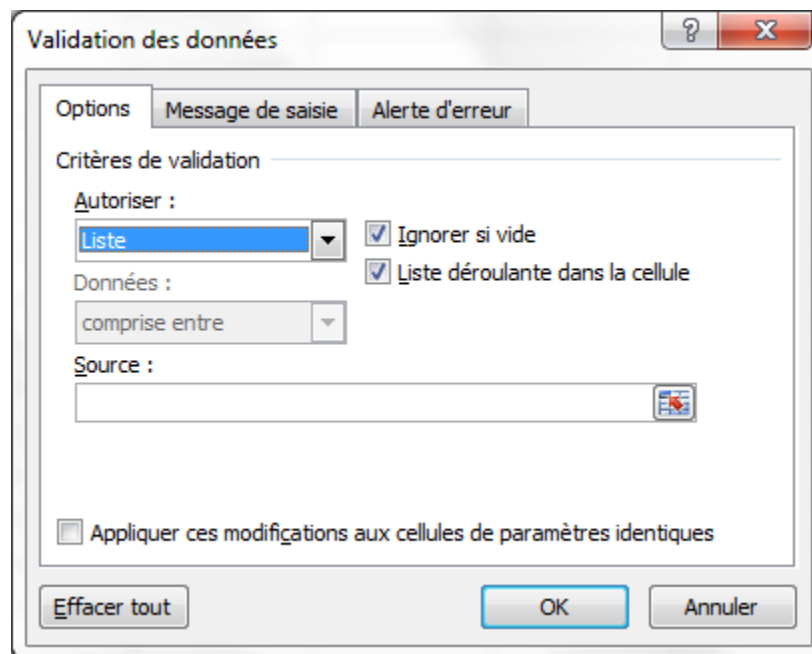 Validation des données
Options Message de saisie Alerte d'erreur
Critères de validation
Autoriser :
Liste
Ignorer si vide
Liste déroulante dans la cellule
Données :
comprise entre
Source :
Appliquer ces modifications aux cellules de paramètres identiques
Effacer tout OK Annuler